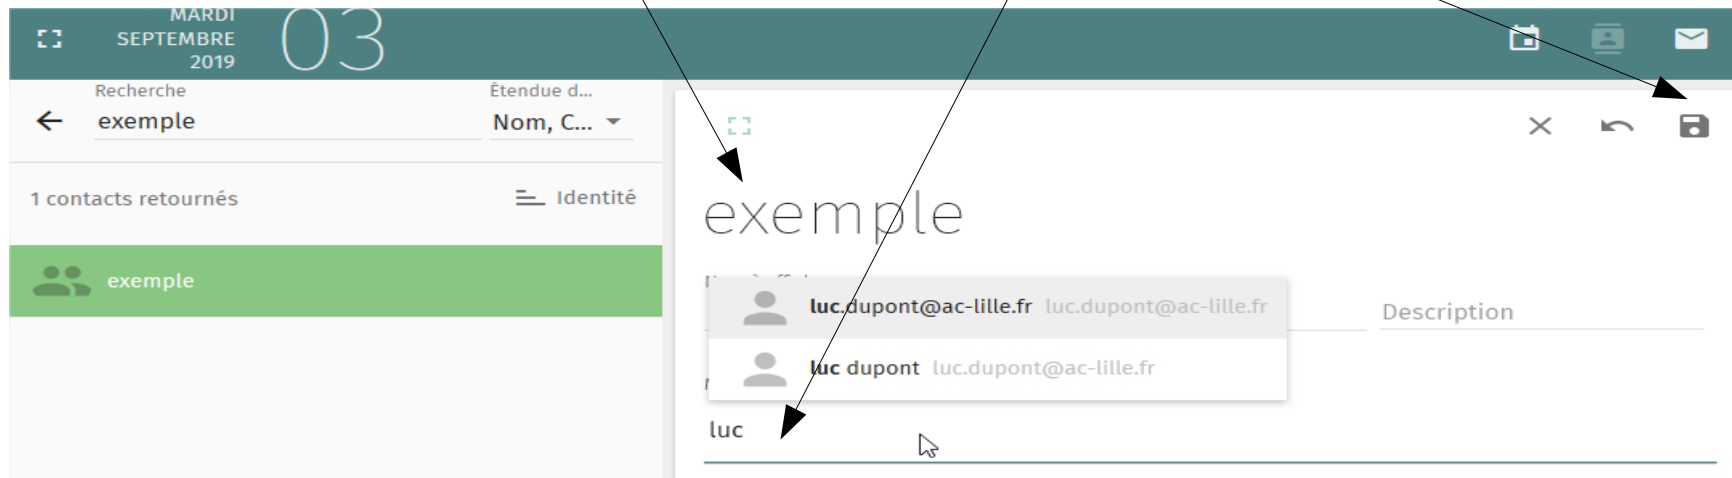 MARDI
SEPTEMBRE
2019
03
Recherche
exemple
Étendue d...
Nom, C...
1 contacts retournés
Identité
exemple
exemple
luc.dupont@ac-lille.fr luc.dupont@ac-lille.fr
Description
luc dupont luc.dupont@ac-lille.fr
luc